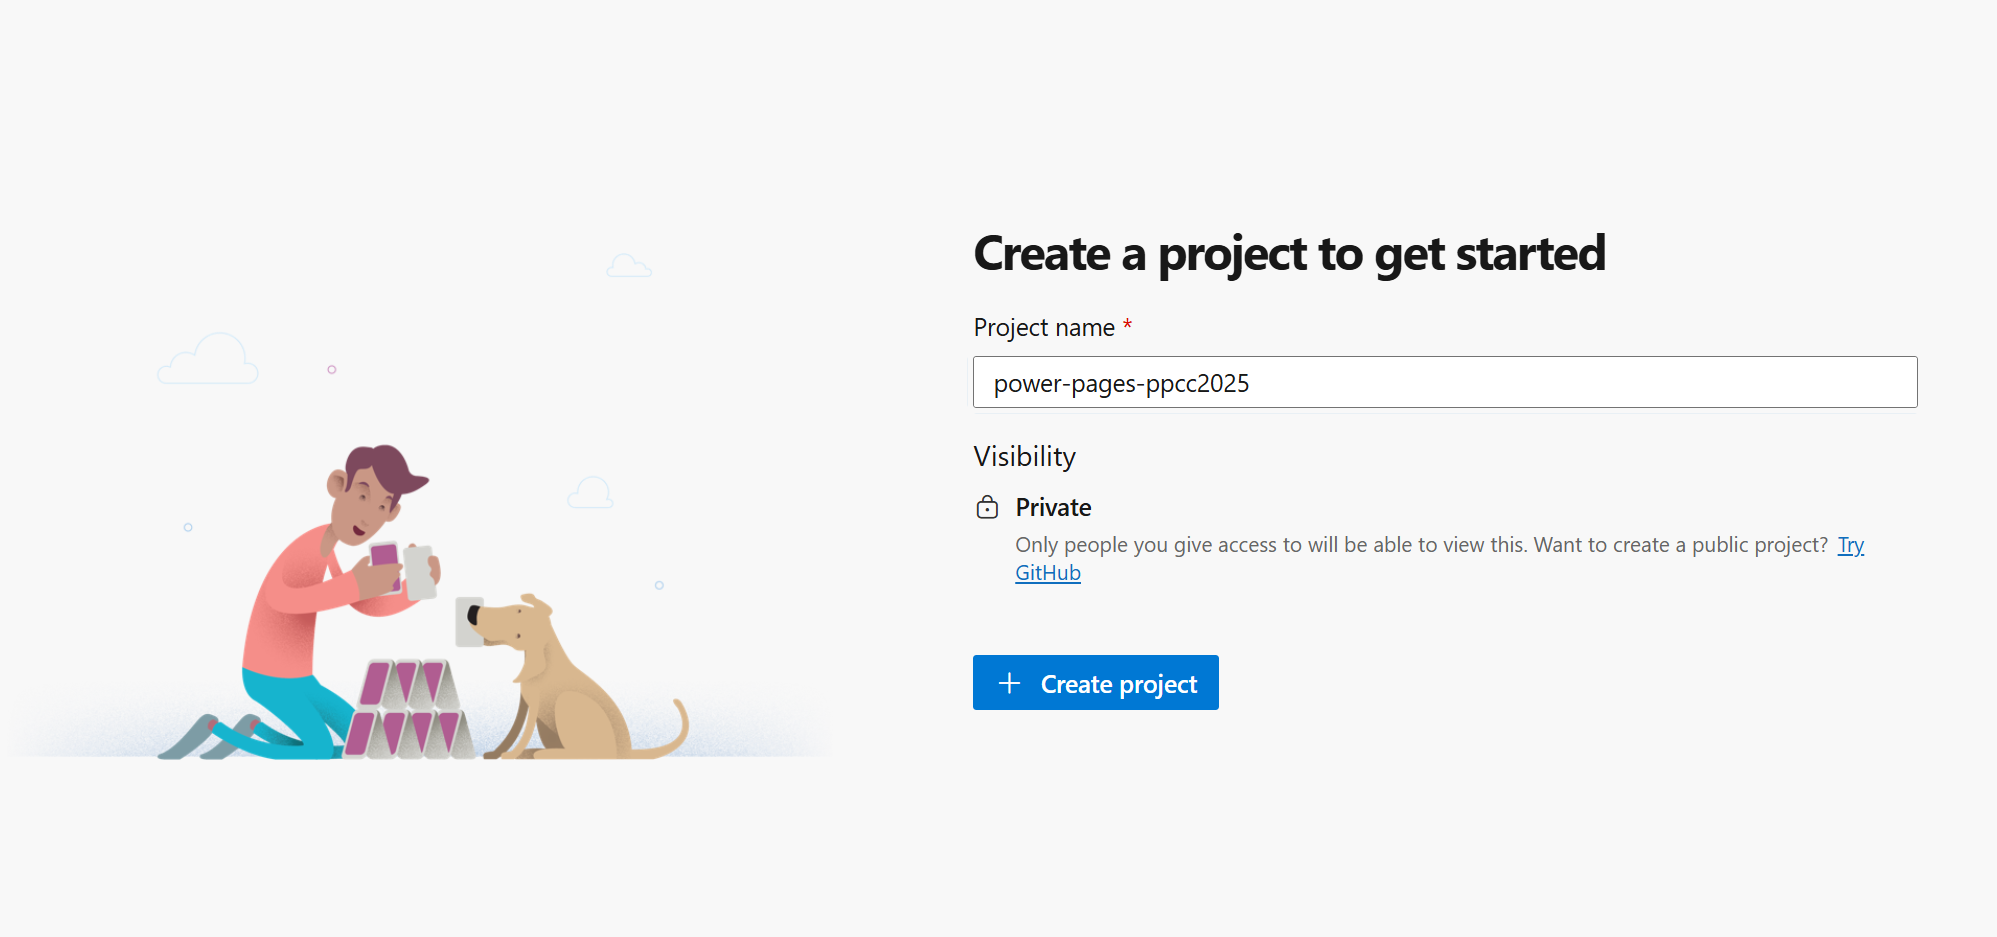 Create a project to get started
Project name *
power-pages-ppcc2025
Visibility
Private
Only people you give access to will be able to view this. Want to create a public project? Try
GitHub
Create project